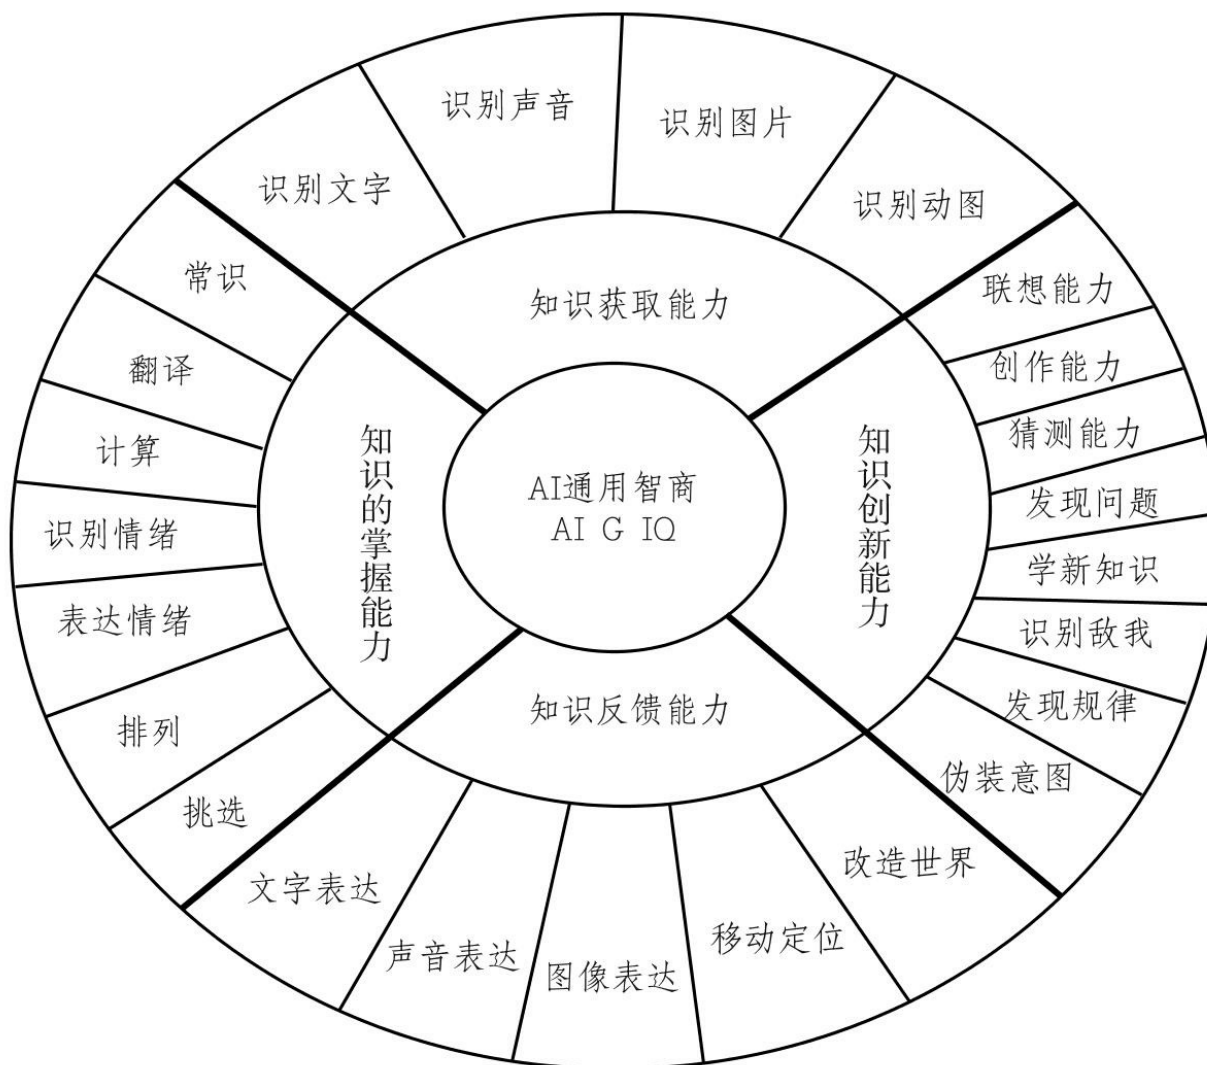 识别声音
识别图片
识别文字
识别动图
常识
翻译
计算
识别情绪
表达情绪
排列
挑选
知识获取能力
知识的掌握能力
AI通用智商
AI G IQ
知识创新能力
知识反馈能力
联想能力
创作能力
猜测能力
发现问题
学新知识
识别敌我
发现规律
伪装意图
文字表达
声音表达
图像表达
移动定位
改造世界